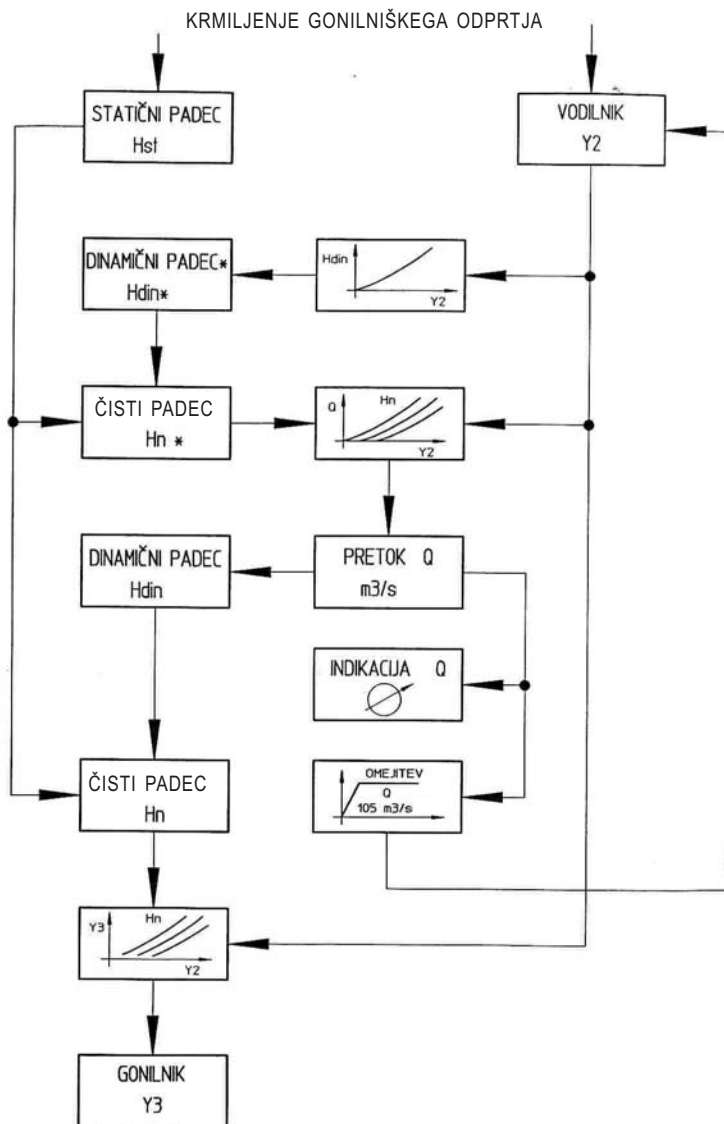 KRMILJENJE GONILNIŠKEGA ODPRTJA
STATIČNI PADEC
Hst
VODILNIK
Y2
DINAMIČNI PADEC*
Hdin*
Hdin
Y2
ČISTI PADEC
Hn *
Q
Hn
Y2
DINAMIČNI PADEC
Hdin
PRETOK Q
m3/s
INDIKACIJA Q
ČISTI PADEC
Hn
OMEJITEV
Q
105 m3/s
Y3
Hn
Y2
GONILNIK
Y3